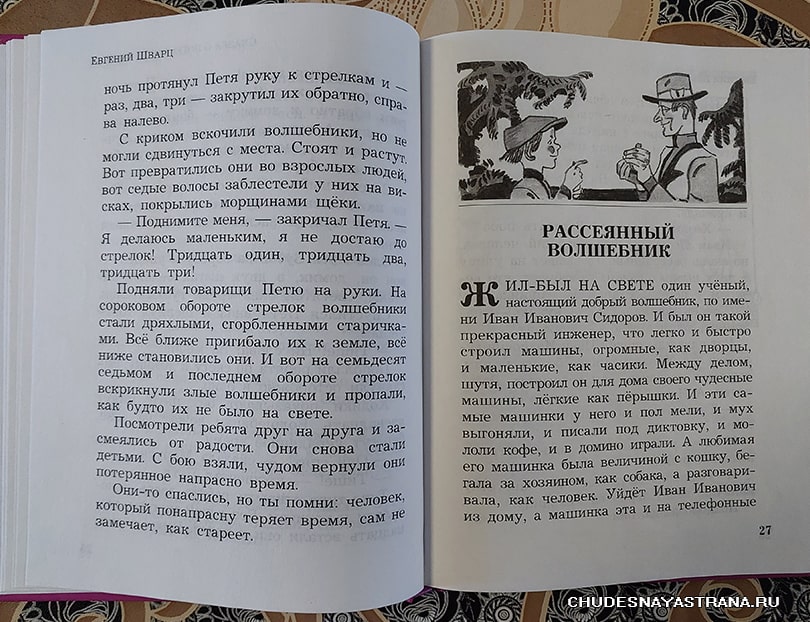 Евгений Шварц
ночь протянул Петя руку к стрелкам и —
раз, два, три — закрутил их обратно, спра-
ва налево.
С криком вскочили волшебники, но не
могли сдвинуться с места. Стоят и растут.
Вот превратились они во взрослых людей,
вот седые волосы заблестели у них на ви-
сках, покрылись морщинами щёки.
— Поднимите меня, — закричал Петя. —
Я делаюсь маленьким, я не достаю до
стрелок! Тридцать один, тридцать два,
тридцать три!
Подняли товарищи Петю на руки. На
сороковом обороте стрелок волшебники
стали дряхлыми, сгорбленными старичка-
ми. Всё ближе пригибало их к земле, всё
ниже становились они. И вот на семьдесят
седьмом и последнем обороте стрелок
вскрикнули злые волшебники и пропали,
как будто их не было на свете.
Посмотрели ребята друг на друга и за-
смеялись от радости. Они снова стали
детьми. С бою взяли, чудом вернули они
потерянное напрасно время.
Они-то спаслись, но ты помни: человек,
который понапрасну теряет время, сам не
замечает, как стареет.
РАССЕЯННЫЙ
ВОЛШЕБНИК
ЖИЛ-БЫЛ НА СВЕТЕ один учёный,
настоящий добрый волшебник, по име-
ни Иван Иванович Сидоров. И был он такой
прекрасный инженер, что легко и быстро
строил машины, огромные, как дворцы,
и маленькие, как часики. Между делом,
шутя, построил он для дома своего чудесные
машины, лёгкие как пёрышки. И эти са-
мые машинки у него и пол мели, и мух
выгоняли, и писали под диктовку, и мо-
лоли кофе, и в домино играли. А любимая
его машинка была величиной с кошку, бе-
гала за хозяином, как собака, а разговари-
вала, как человек. Уйдёт Иван Иванович
из дому, а машинка эта и на телефонные
27
CHUDESNAYASTRANA.RU